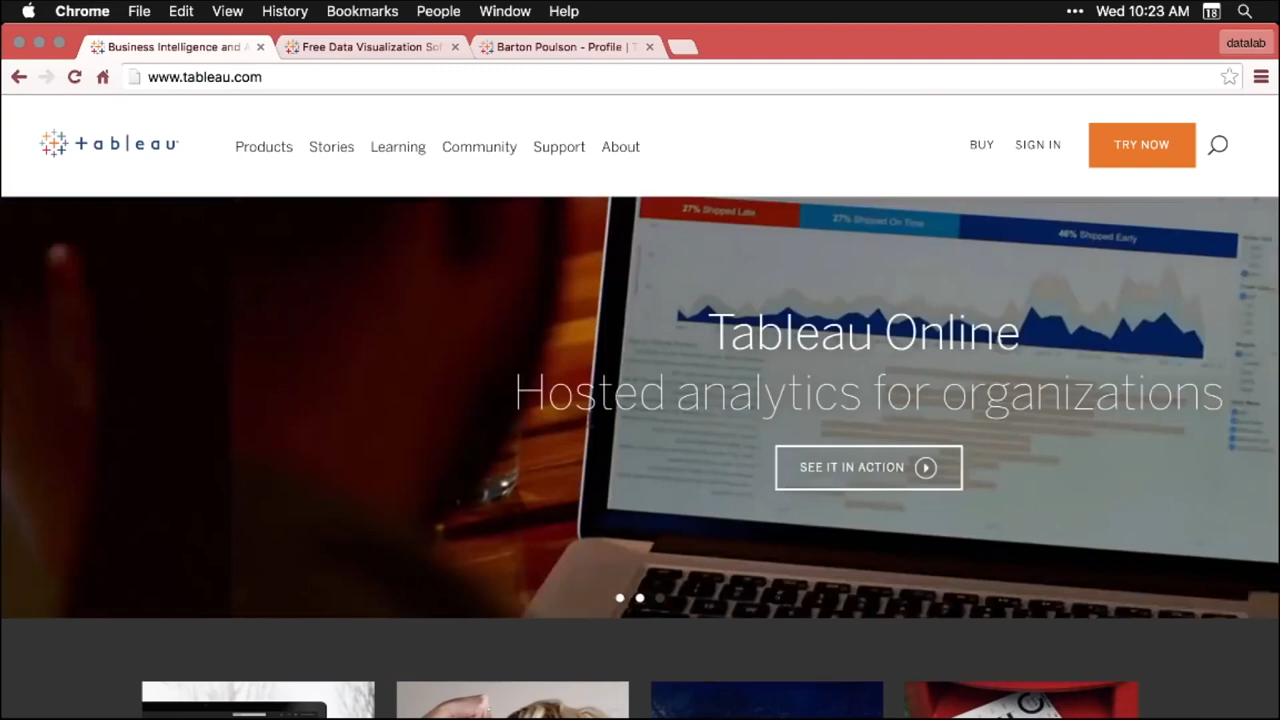 Chrome File Edit View History Bookmarks People Window Help ••• Wed 10:23 AM 18
Business Intelligence and A Free Data Visualization Sof Barton Poulson - Profile | T datalab
www.tableau.com
tableau Products Stories Learning Community Support About BUY SIGN IN TRY NOW
27% Shipped Late 27% Shipped On Time 46% Shipped Early
Tableau Online
Hosted analytics for organizations
SEE IT IN ACTION